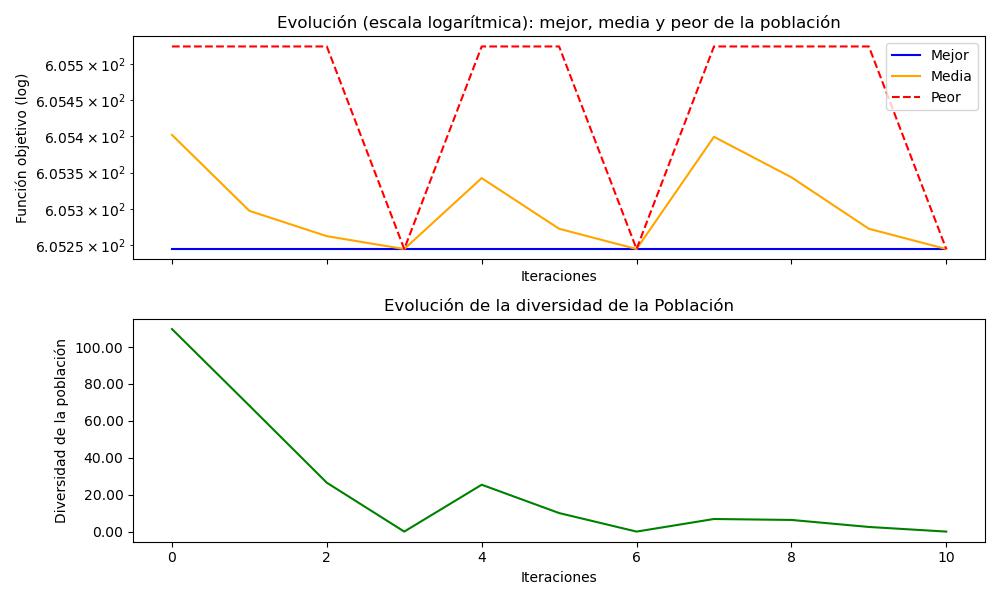 Evolución (escala logarítmica): mejor, media y peor de la población
Función objetivo (log)
6.055 × 10²
6.0545 × 10²
6.054 × 10²
6.0535 × 10²
6.053 × 10²
6.0525 × 10²
Mejor
Media
Peor
Iteraciones
Evolución de la diversidad de la Población
Diversidad de la población
100.00
80.00
60.00
40.00
20.00
0.00
0 2 4 6 8 10
Iteraciones